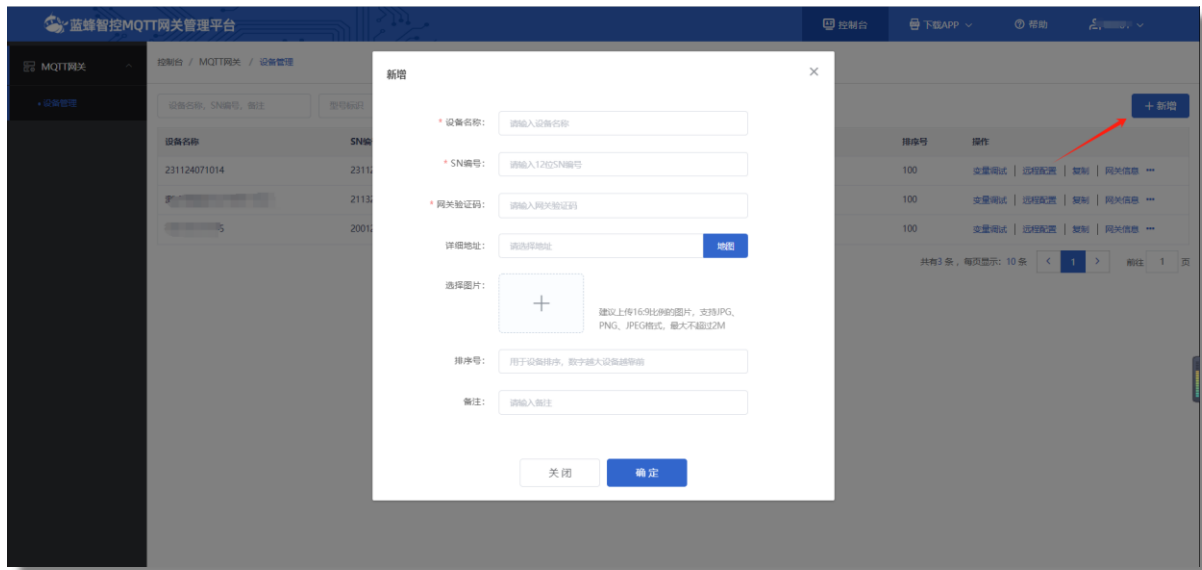 蓝蜂智控MQTT网关管理平台
控制台
下载APP
帮助
MQTT网关
控制台 / MQTT网关 / 设备管理
设备管理
设备名称、SN编号、备注
型号标识
+ 新增
设备名称
SN编
排序号
操作
231124071014
23112
100
变量调试 | 远程配置 | 复制 | 网关信息 ···
2113
100
变量调试 | 远程配置 | 复制 | 网关信息 ···
5
2001
100
变量调试 | 远程配置 | 复制 | 网关信息 ···
共有3 条，每页显示：10 条 < 1 > 前往 1 页
新增
×
* 设备名称：
请输入设备名称
* SN编号：
请输入12位SN编号
* 网关验证码：
请输入网关验证码
详细地址：
请选择地址
地图
选择图片：
+
建议上传16:9比例的图片，支持JPG、
PNG、JPEG格式，最大不超过2M
排序号：
用于设备排序，数字越大设备越靠前
备注：
请输入备注
关 闭
确 定